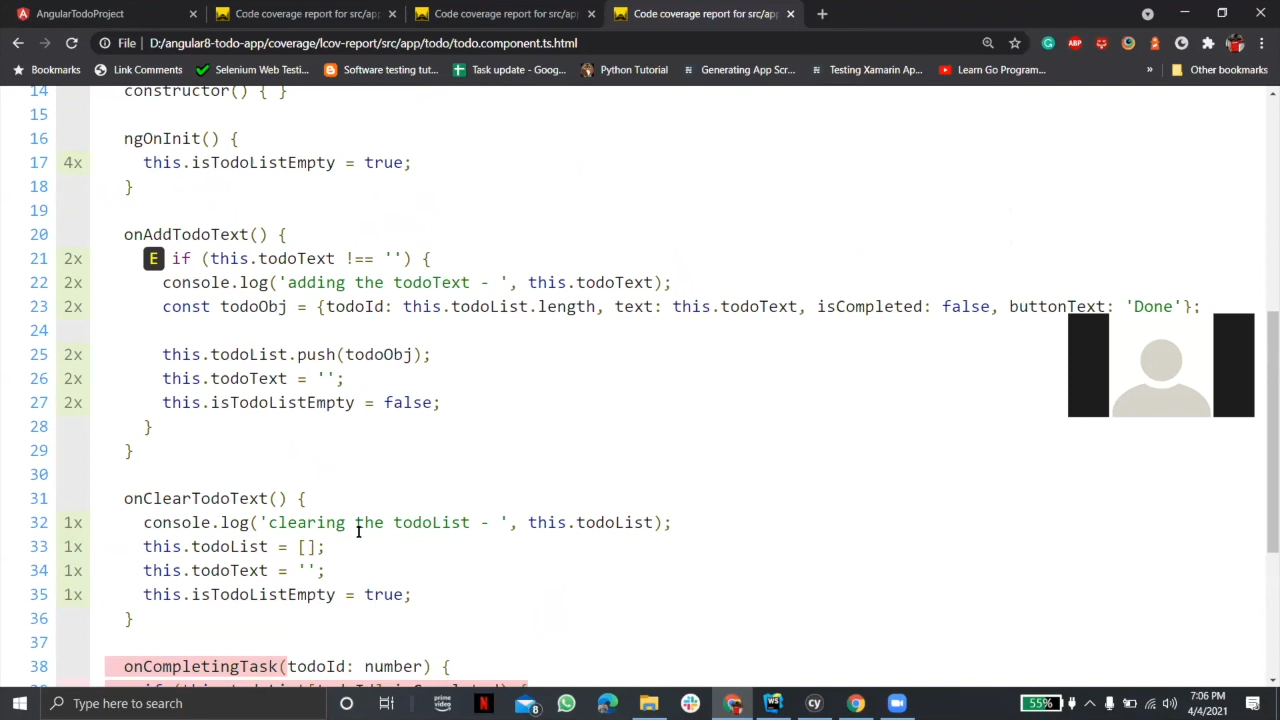 AngularTodoProject
Code coverage report for src/app/
Code coverage report for src/app/
Code coverage report for src/app/
File D:/angular8-todo-app/coverage/lcov-report/src/app/todo/todo.component.ts.html
Bookmarks Link Comments Selenium Web Testi... Software testing tut... Task update - Goog... Python Tutorial Generating App Scr... Testing Xamarin Ap... Learn Go Program... » Other bookmarks
14 constructor() { }
15
16 ngOnInit() {
17 4x this.isTodoListEmpty = true;
18 }
19
20 onAddTodoText() {
21 2x E if (this.todoText !== '') {
22 2x console.log('adding the todoText - ', this.todoText);
23 2x const todoObj = {todoId: this.todoList.length, text: this.todoText, isCompleted: false, buttonText: 'Done'};
24
25 2x this.todoList.push(todoObj);
26 2x this.todoText = '';
27 2x this.isTodoListEmpty = false;
28 }
29 }
30
31 onClearTodoText() {
32 1x console.log('clearing the todoList - ', this.todoList);
33 1x this.todoList = [];
34 1x this.todoText = '';
35 1x this.isTodoListEmpty = true;
36 }
37
38 onCompletingTask(todoId: number) {
Type here to search
prime video
N
8
cy
55%
7:06 PM
4/4/2021